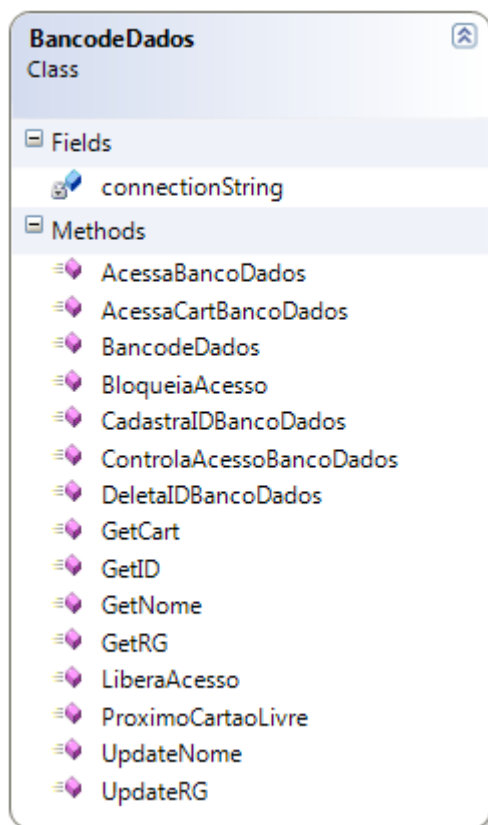 BancodeDados
Class
Fields
connectionString
Methods
AcessaBancoDados
AcessaCartBancoDados
BancodeDados
BloqueiaAcesso
CadastraIDBancoDados
ControlaAcessoBancoDados
DeletaIDBancoDados
GetCart
GetID
GetNome
GetRG
LiberaAcesso
ProximoCartaoLivre
UpdateNome
UpdateRG